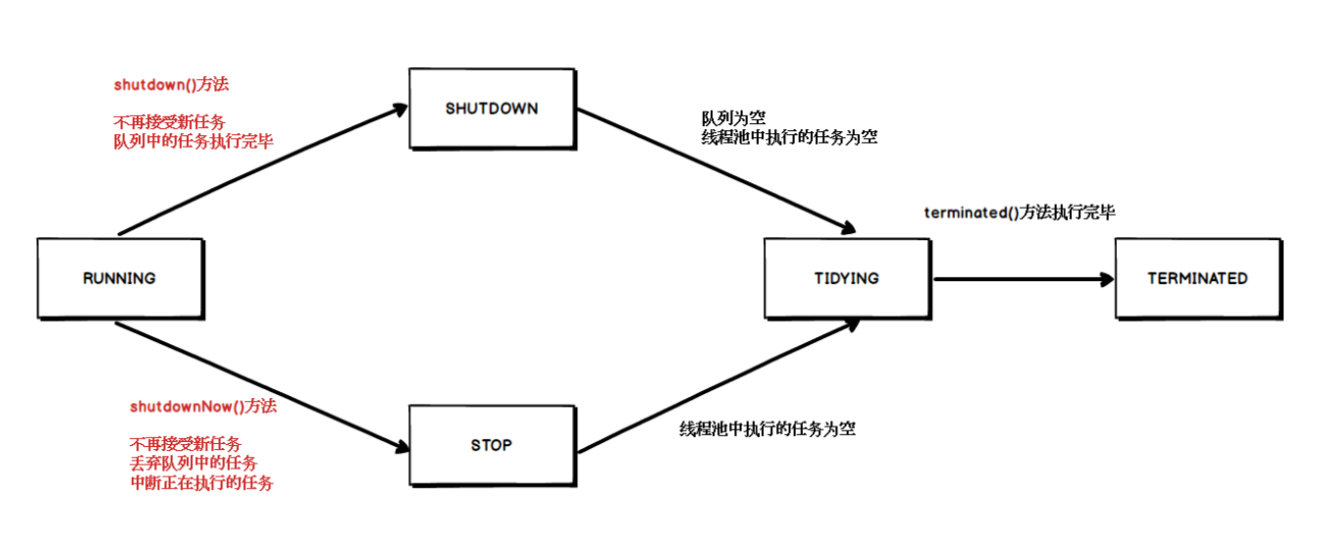 shutdown()方法
不再接受新任务
队列中的任务执行完毕
SHUTDOWN
队列为空
线程池中执行的任务为空
terminated()方法执行完毕
RUNNING
TIDYING
TERMINATED
shutdownNow()方法
不再接受新任务
丢弃队列中的任务
中断正在执行的任务
STOP
线程池中执行的任务为空